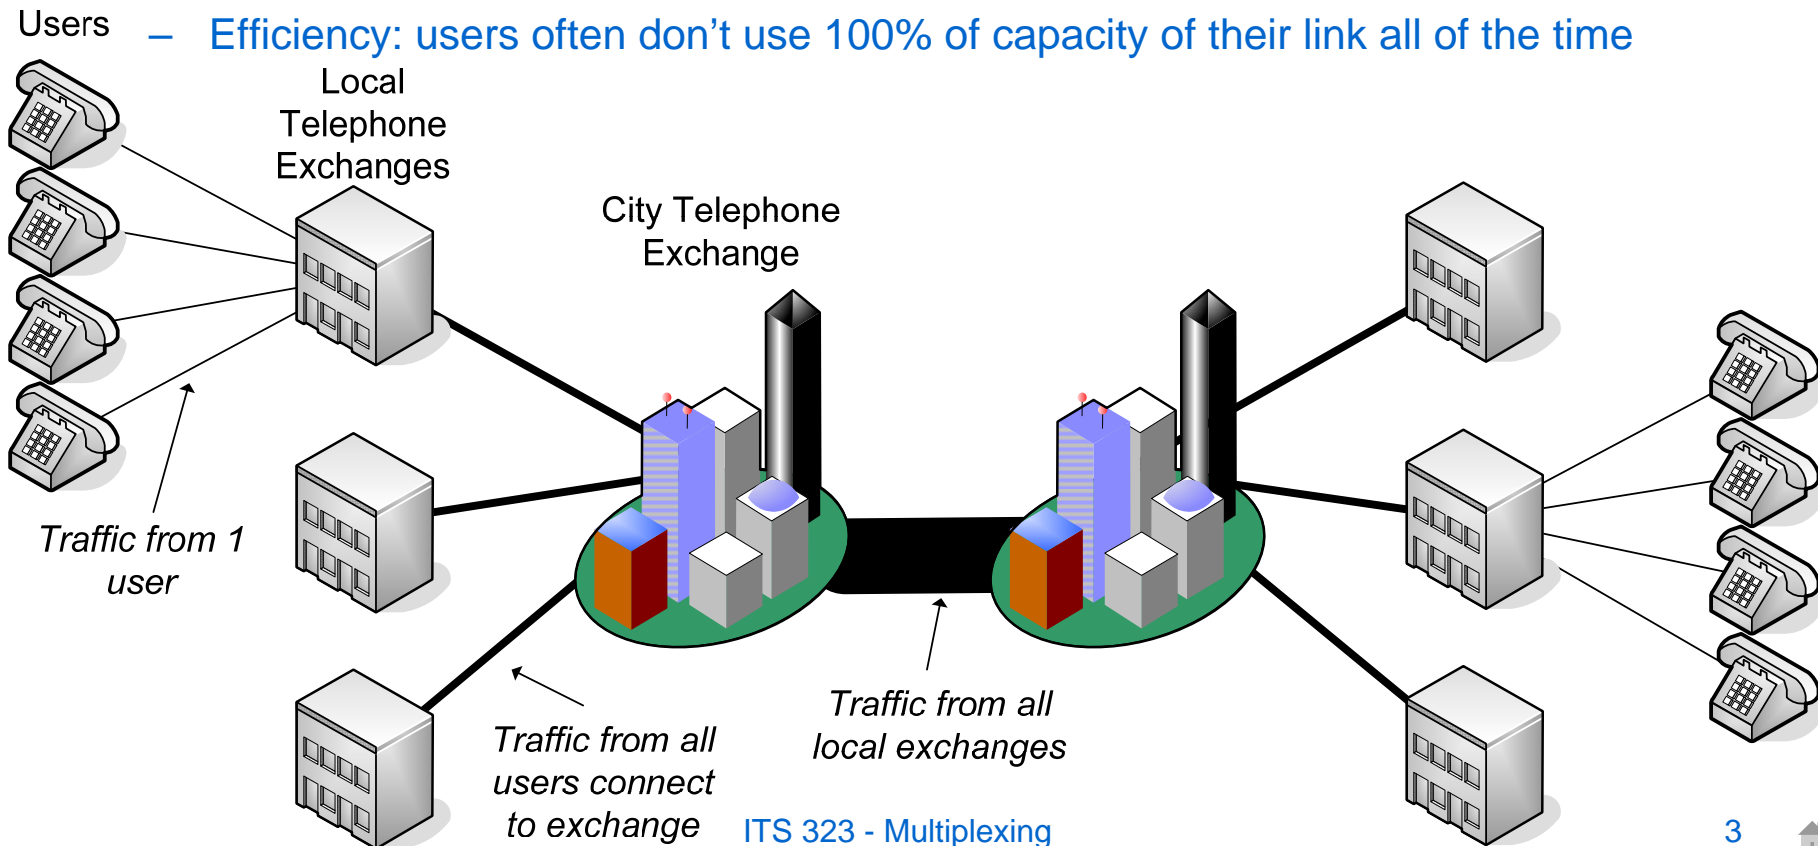 Users
– Efficiency: users often don’t use 100% of capacity of their link all of the time
Local
Telephone
Exchanges
City Telephone
Exchange
Traffic from 1
user
Traffic from all
users connect
to exchange
Traffic from all
local exchanges
ITS 323 - Multiplexing
3